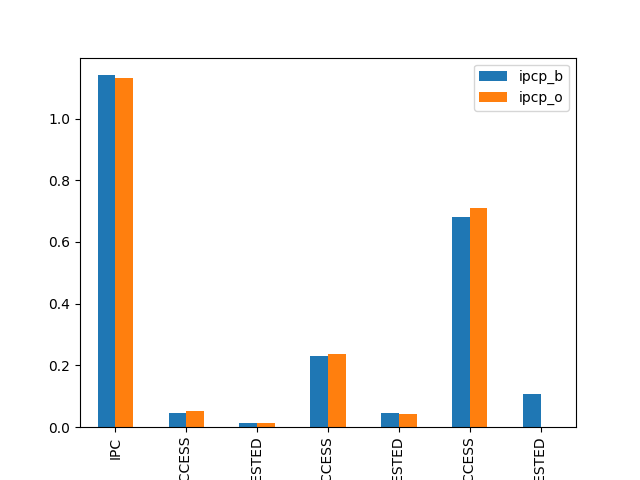 ipcp_b
ipcp_o
1.0
0.8
0.6
0.4
0.2
0.0
IPC
CCESS
ESTED
CCESS
ESTED
CCESS
ESTED